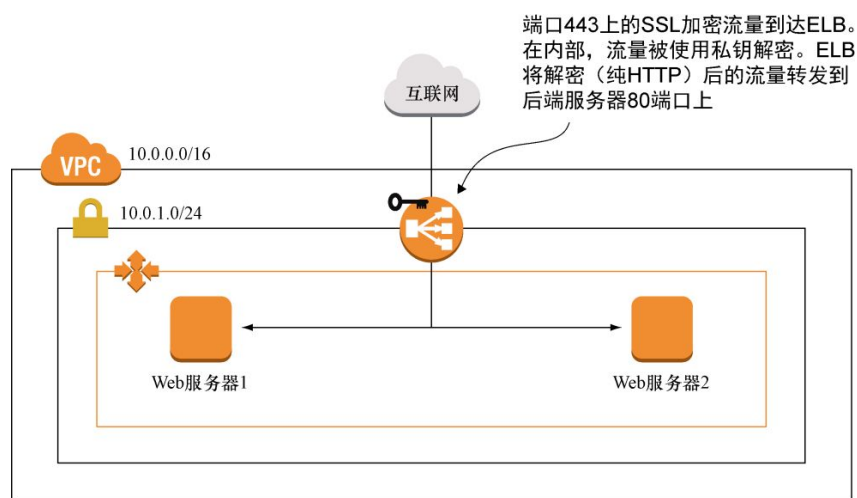 端口443上的SSL加密流量到达ELB。
在内部，流量被使用私钥解密。ELB
将解密（纯HTTP）后的流量转发到
后端服务器80端口上
互联网
VPC
10.0.0.0/16
10.0.1.0/24
Web服务器1
Web服务器2